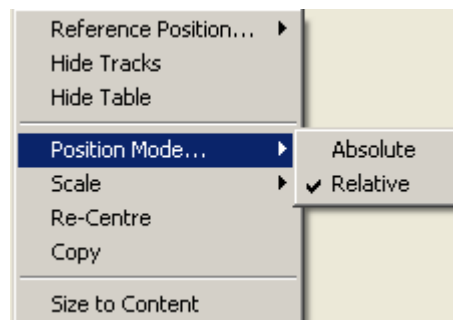 Reference Position...
Hide Tracks
Hide Table
Position Mode...
Absolute
Scale
Relative
Re-Centre
Copy
Size to Content